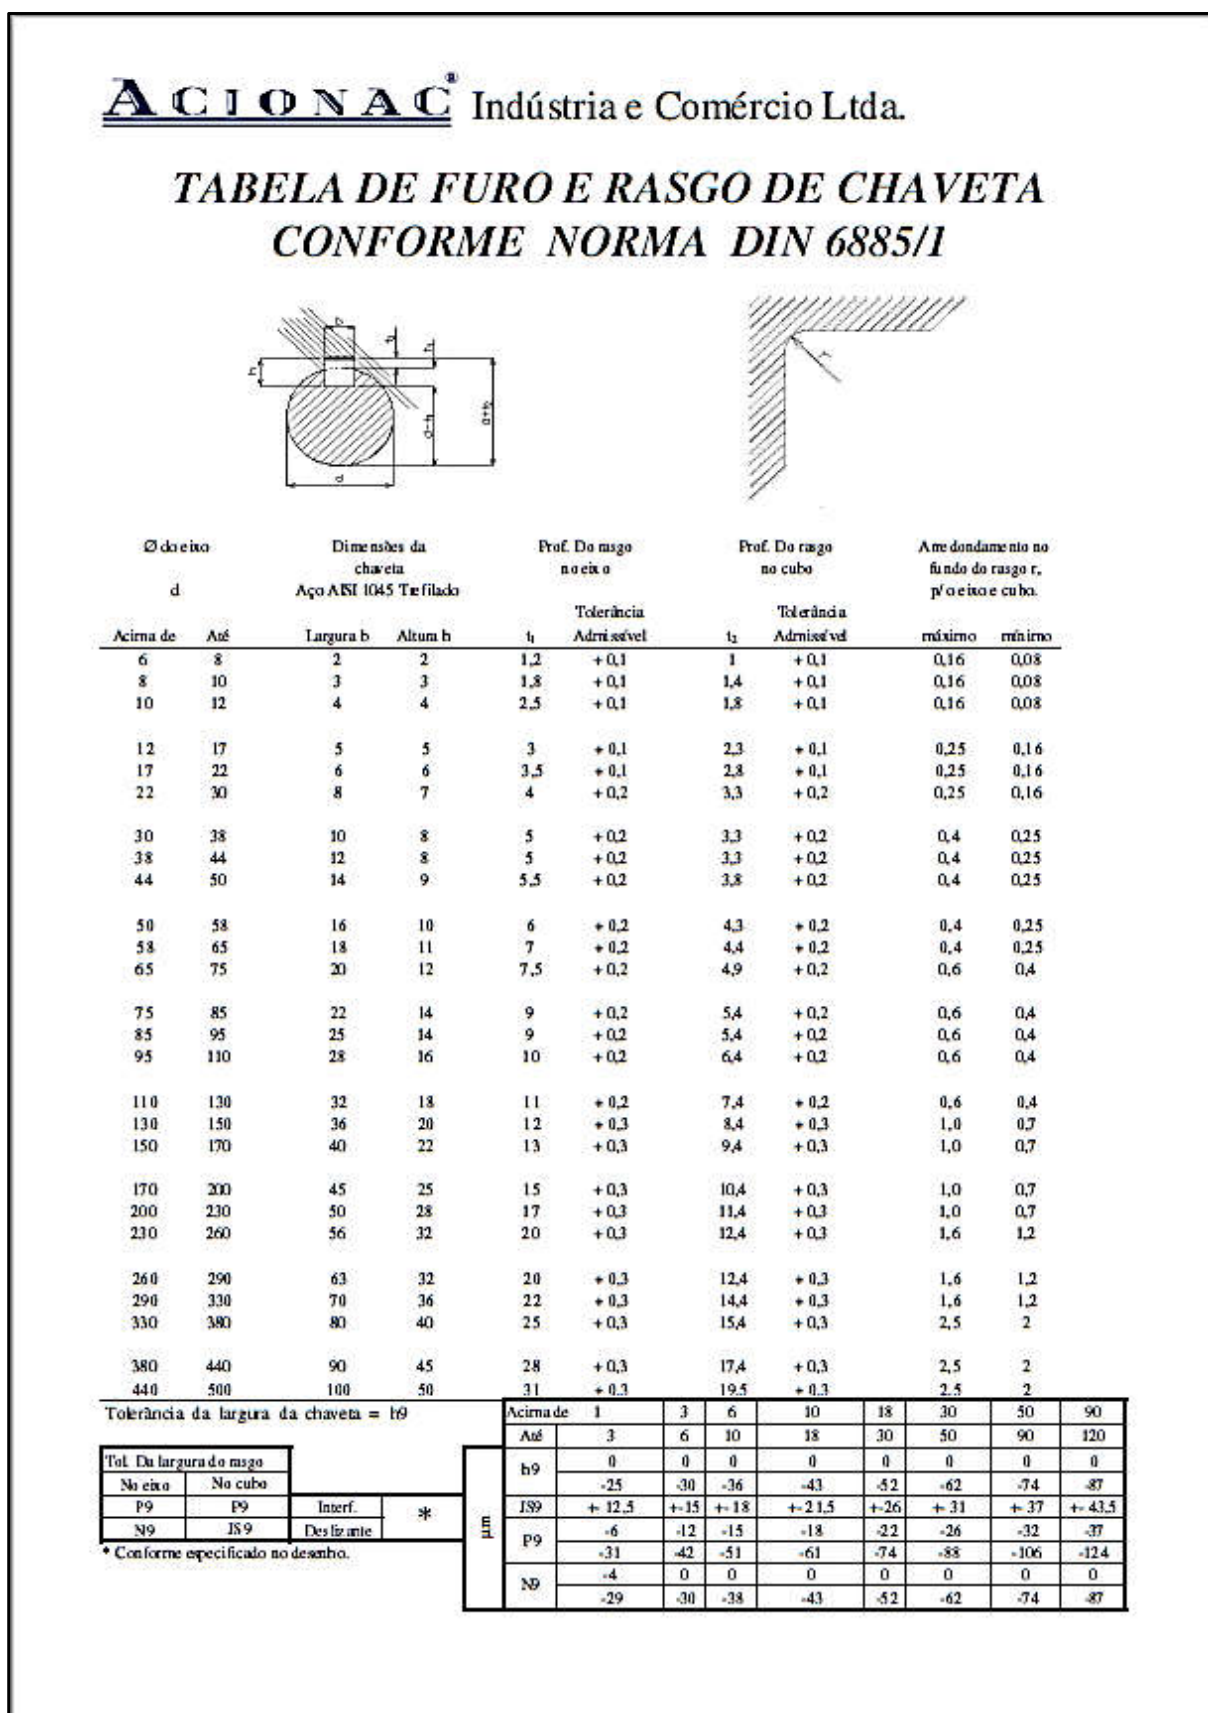 ACIONAC® Indústria e Comércio Ltda.
TABELA DE FURO E RASGO DE CHAVETA
CONFORME NORMA DIN 6885/1
b
h
t₂
t₁
d-t₁
d+t₂
d
r
Ø do eixo Dimensões da Prof. Do rasgo Prof. Do rasgo Arredondamento no
chaveta no eixo no cubo fundo do rasgo r,
d Aço AISI 1045 Trefilado p/ o eixo e cubo.
Tolerância Tolerância
Acima de Até Largura b Altura h t₁ Admissível t₂ Admissível máximo mínimo
6 8 2 2 1,2 + 0,1 1 + 0,1 0,16 0,08
8 10 3 3 1,8 + 0,1 1,4 + 0,1 0,16 0,08
10 12 4 4 2,5 + 0,1 1,8 + 0,1 0,16 0,08
12 17 5 5 3 + 0,1 2,3 + 0,1 0,25 0,16
17 22 6 6 3,5 + 0,1 2,8 + 0,1 0,25 0,16
22 30 8 7 4 + 0,2 3,3 + 0,2 0,25 0,16
30 38 10 8 5 + 0,2 3,3 + 0,2 0,4 0,25
38 44 12 8 5 + 0,2 3,3 + 0,2 0,4 0,25
44 50 14 9 5,5 + 0,2 3,8 + 0,2 0,4 0,25
50 58 16 10 6 + 0,2 4,3 + 0,2 0,4 0,25
58 65 18 11 7 + 0,2 4,4 + 0,2 0,4 0,25
65 75 20 12 7,5 + 0,2 4,9 + 0,2 0,6 0,4
75 85 22 14 9 + 0,2 5,4 + 0,2 0,6 0,4
85 95 25 14 9 + 0,2 5,4 + 0,2 0,6 0,4
95 110 28 16 10 + 0,2 6,4 + 0,2 0,6 0,4
110 130 32 18 11 + 0,2 7,4 + 0,2 0,6 0,4
130 150 36 20 12 + 0,3 8,4 + 0,3 1,0 0,7
150 170 40 22 13 + 0,3 9,4 + 0,3 1,0 0,7
170 200 45 25 15 + 0,3 10,4 + 0,3 1,0 0,7
200 230 50 28 17 + 0,3 11,4 + 0,3 1,0 0,7
230 260 56 32 20 + 0,3 12,4 + 0,3 1,6 1,2
260 290 63 32 20 + 0,3 12,4 + 0,3 1,6 1,2
290 330 70 36 22 + 0,3 14,4 + 0,3 1,6 1,2
330 380 80 40 25 + 0,3 15,4 + 0,3 2,5 2
380 440 90 45 28 + 0,3 17,4 + 0,3 2,5 2
440 500 100 50 31 + 0,3 19,5 + 0,3 2,5 2
Tolerância da largura da chaveta = h9
Tol. Da largura do rasgo
No eixo No cubo
P9 P9 Interf. *
N9 JS9 Deslizante
* Conforme especificado no desenho.
Acima de 1 3 6 10 18 30 50 90
Até 3 6 10 18 30 50 90 120
µm
h9 0 0 0 0 0 0 0 0
-25 -30 -36 -43 -52 -62 -74 -87
JS9 +- 12,5 +-15 +- 18 +- 21,5 +-26 +- 31 +- 37 +- 43,5
P9 -6 -12 -15 -18 -22 -26 -32 -37
-31 -42 -51 -61 -74 -88 -106 -124
N9 -4 0 0 0 0 0 0 0
-29 -30 -38 -43 -52 -62 -74 -87